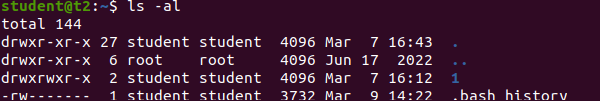 student@t2:~$ ls -al
total 144
drwxr-xr-x 27 student student  4096 Mar  7 16:43 .
drwxr-xr-x  6 root    root     4096 Jun 17  2022 ..
drwxrwxr-x  2 student student  4096 Mar  7 16:12 1
-rw-------  1 student student  3732 Mar  9 14:22 .bash_history